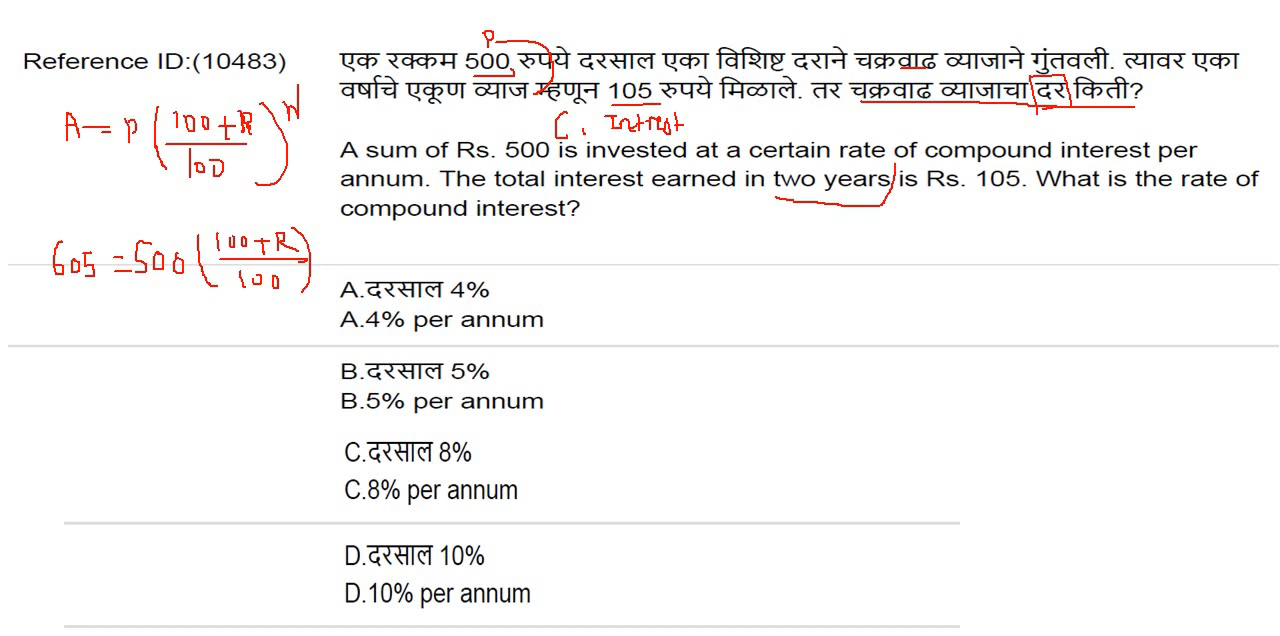 Reference ID:(10483)
एक रक्कम 500 रुपये दरसाल एका विशिष्ट दराने चक्रवाढ व्याजाने गुंतवली. त्यावर एका
वर्षाचे एकूण व्याज म्हणून 105 रुपये मिळाले. तर चक्रवाढ व्याजाचा दर किती?
P
C. Intrest
A = P (100 + R / 100)^N
A sum of Rs. 500 is invested at a certain rate of compound interest per
annum. The total interest earned in two years is Rs. 105. What is the rate of
compound interest?
605 = 500 (100 + R / 100)
A.दरसाल 4%
A.4% per annum
B.दरसाल 5%
B.5% per annum
C.दरसाल 8%
C.8% per annum
D.दरसाल 10%
D.10% per annum